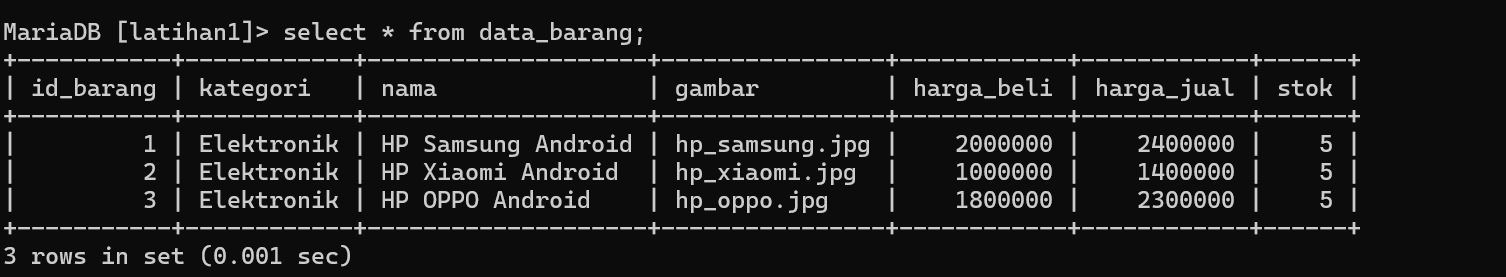 MariaDB [latihan1]> select * from data_barang;
+-----------+------------+--------------------+----------------+------------+------------+------+
| id_barang | kategori   | nama               | gambar         | harga_beli | harga_jual | stok |
+-----------+------------+--------------------+----------------+------------+------------+------+
|         1 | Elektronik | HP Samsung Android | hp_samsung.jpg |    2000000 |    2400000 |    5 |
|         2 | Elektronik | HP Xiaomi Android  | hp_xiaomi.jpg  |    1000000 |    1400000 |    5 |
|         3 | Elektronik | HP OPPO Android    | hp_oppo.jpg    |    1800000 |    2300000 |    5 |
+-----------+------------+--------------------+----------------+------------+------------+------+
3 rows in set (0.001 sec)